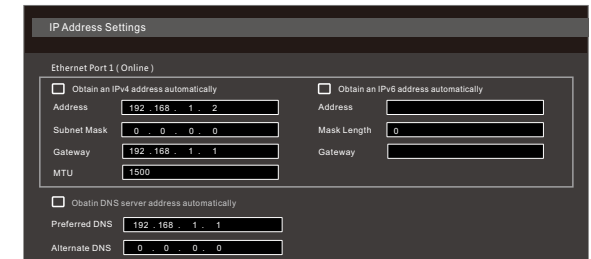 IP Address Settings
Ethernet Port 1 ( Online )
Obtain an IPv4 address automatically
Obtain an IPv6 address automatically
Address 192 . 168 . 1 . 2
Address
Subnet Mask 0 . 0 . 0 . 0
Mask Length 0
Gateway 192 . 168 . 1 . 1
Gateway
MTU 1500
Obatin DNS server address automatically
Preferred DNS 192 . 168 . 1 . 1
Alternate DNS 0 . 0 . 0 . 0